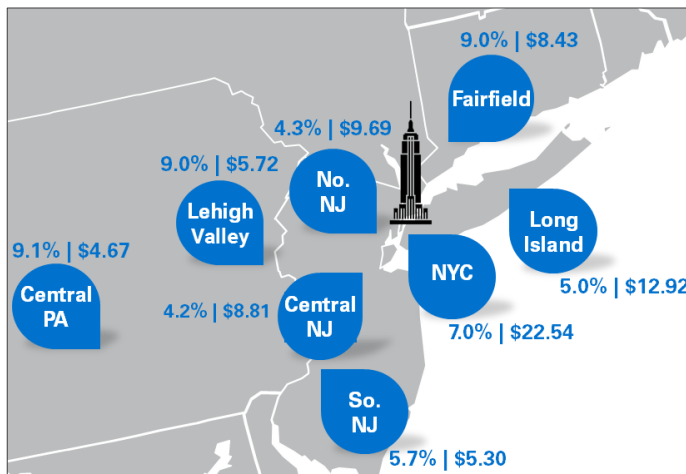 9.0% | $8.43
Fairfield
4.3% | $9.69
No.
NJ
9.0% | $5.72
Lehigh
Valley
Long
Island
5.0% | $12.92
9.1% | $4.67
Central
PA
NYC
7.0% | $22.54
4.2% | $8.81
Central
NJ
So.
NJ
5.7% | $5.30